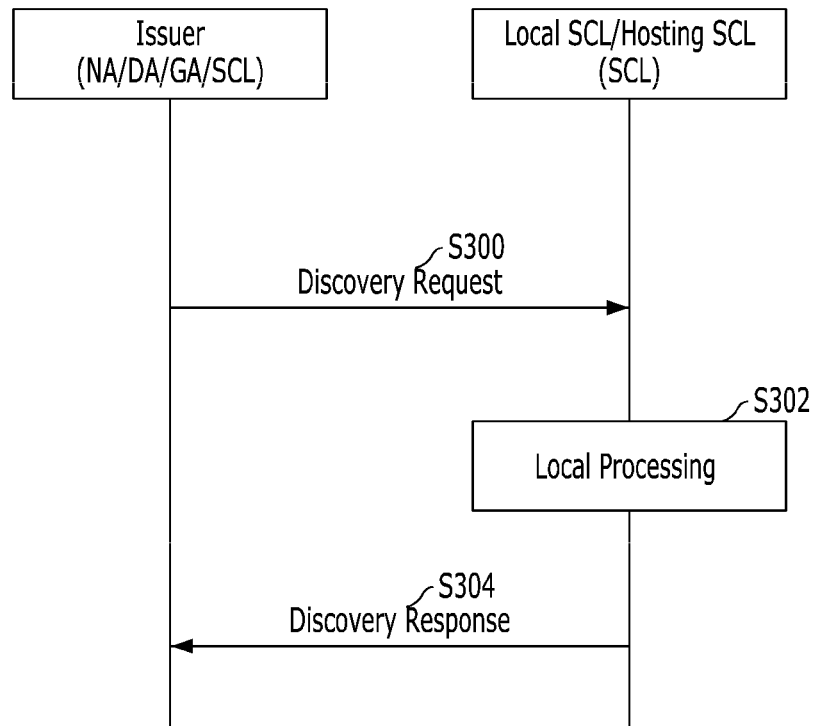 Issuer
(NA/DA/GA/SCL)
Local SCL/Hosting SCL
(SCL)
S300
Discovery Request
S302
Local Processing
S304
Discovery Response